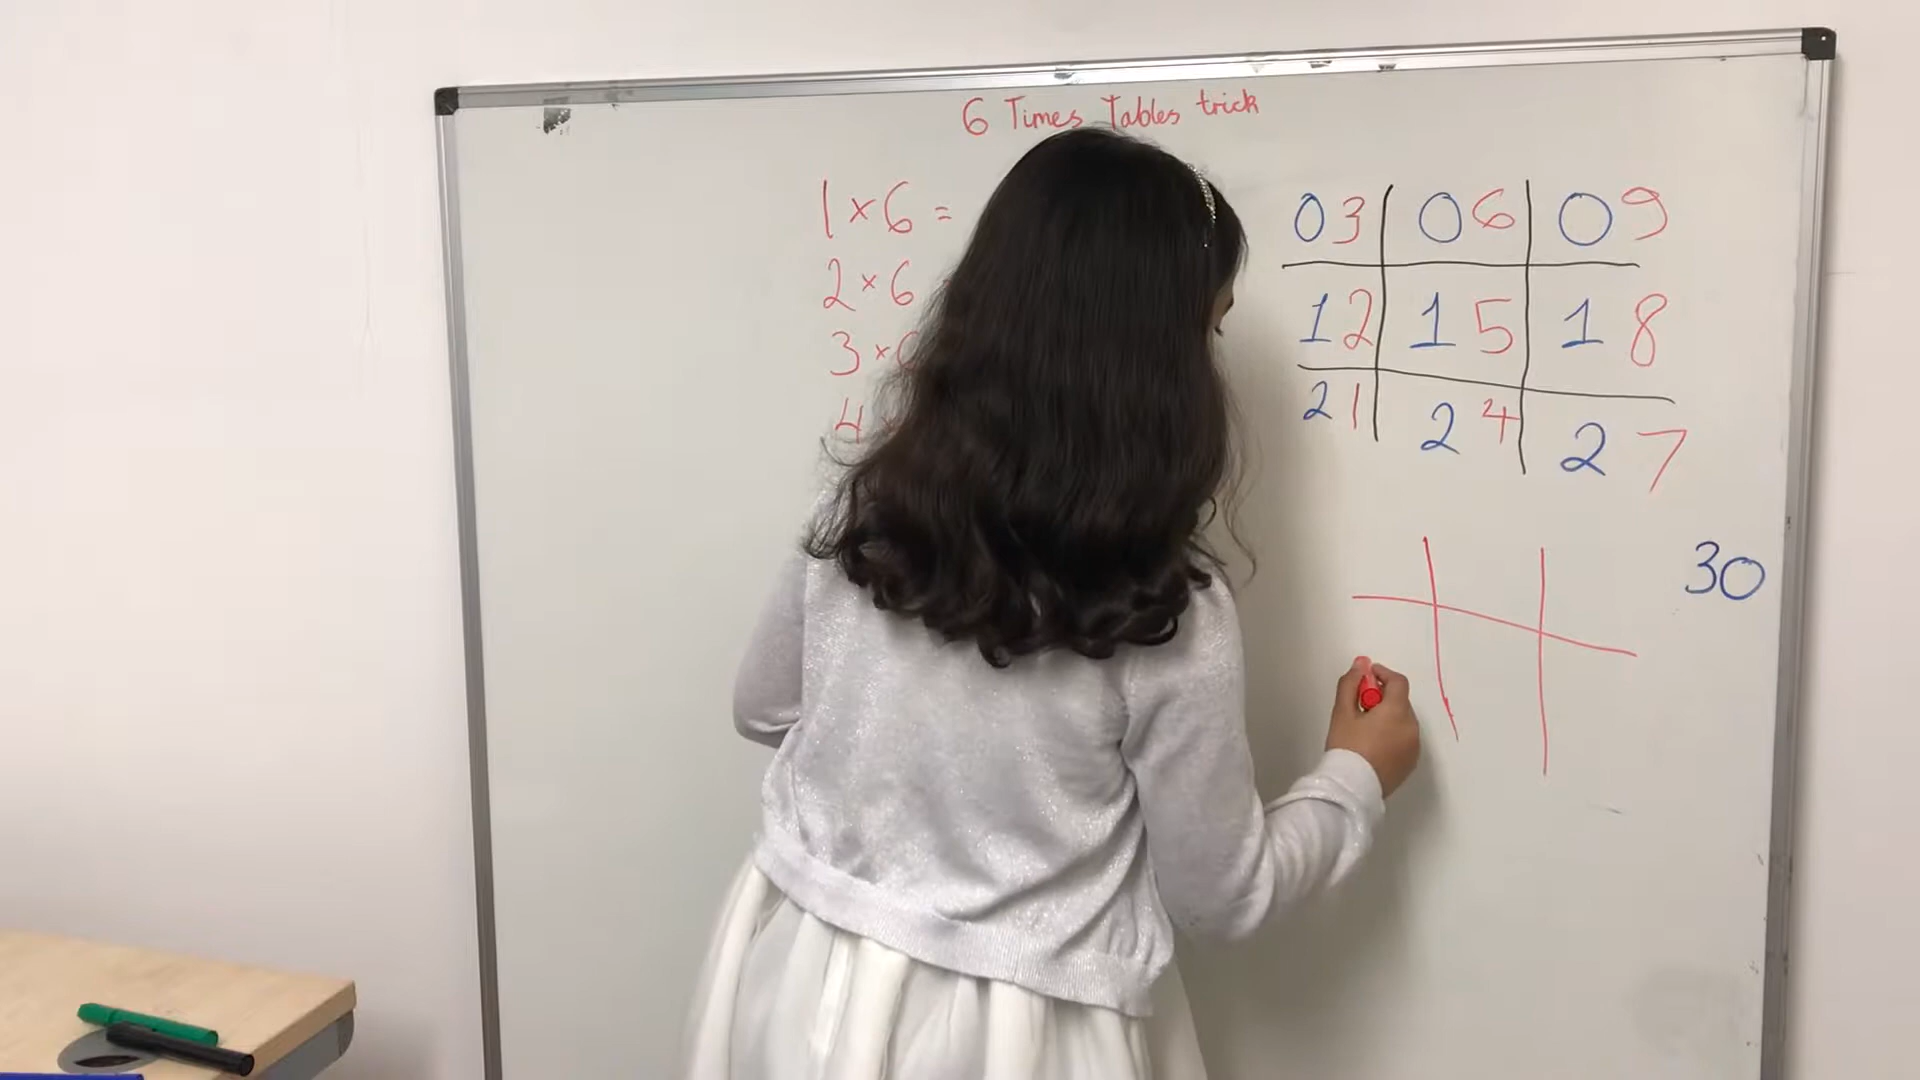 6 Times Tables trick
1 × 6 =
2 × 6
3 ×
4
03 06 09
12 15 18
21 24 27
30